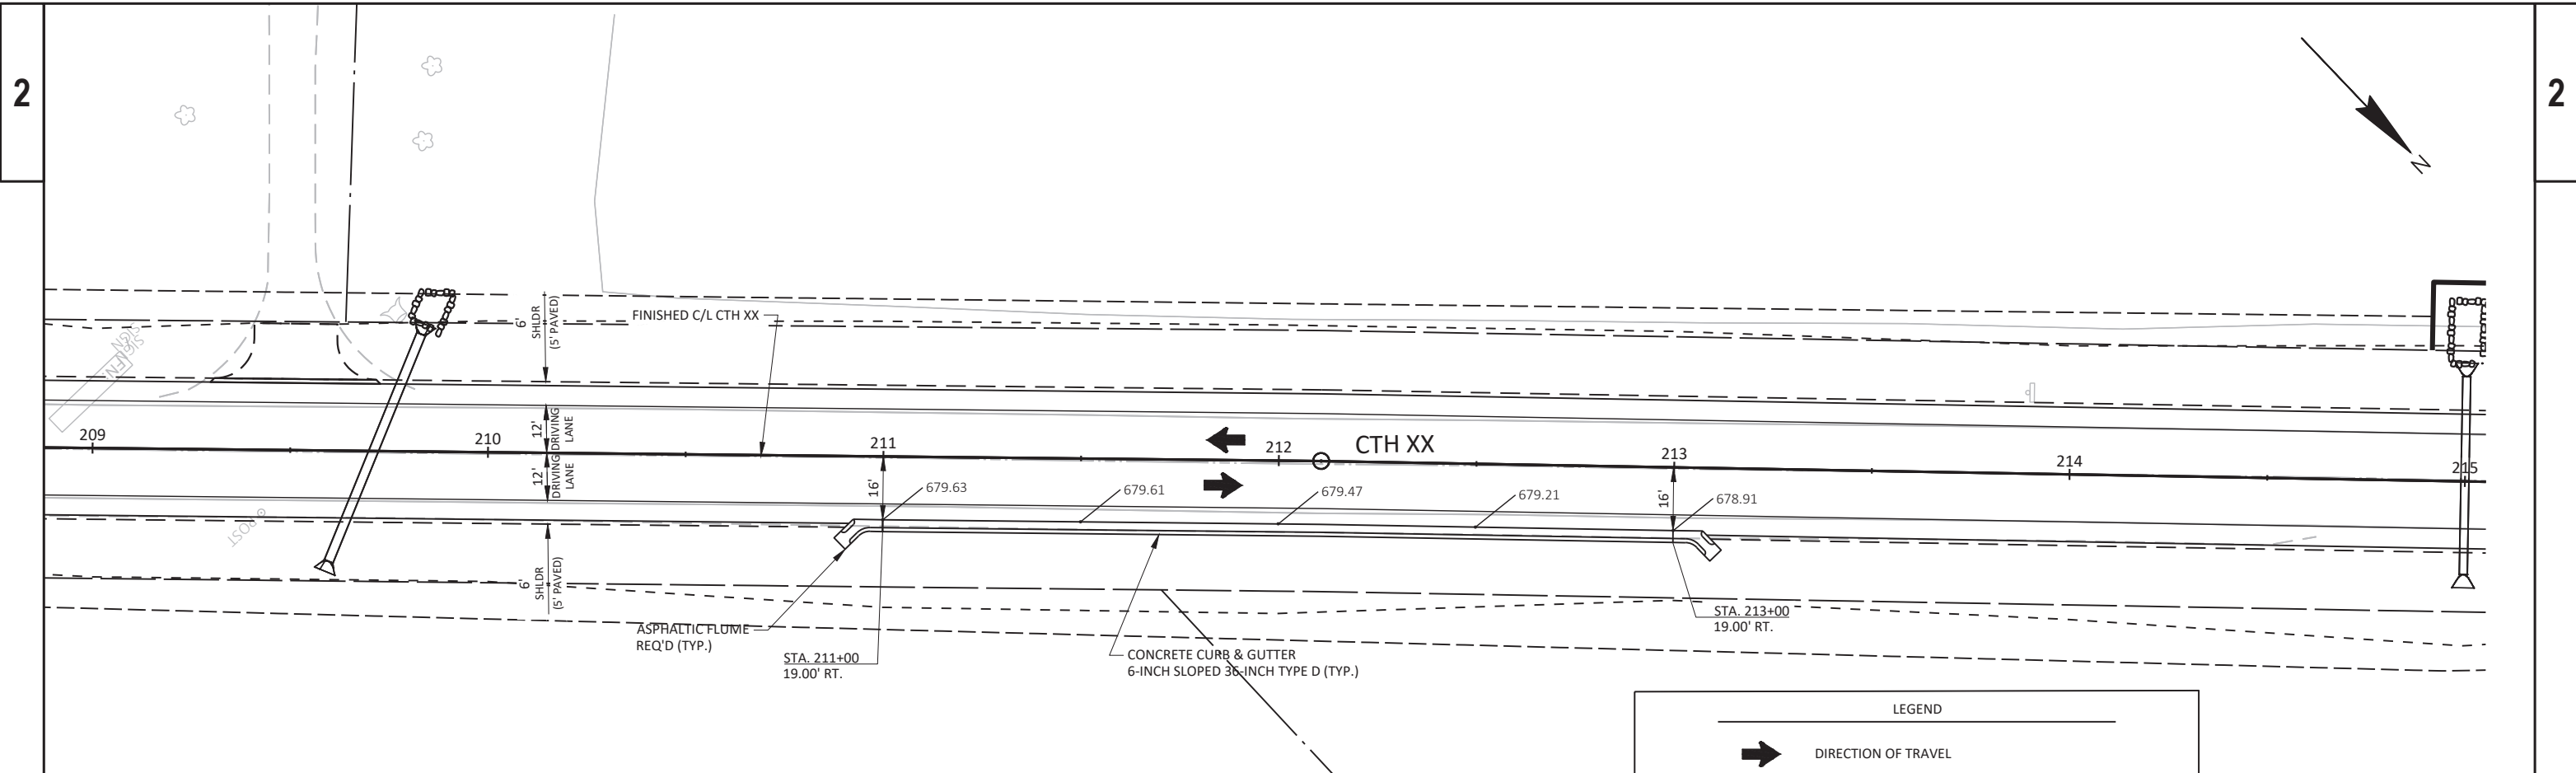 2
2
N
FINISHED C/L CTH XX
6'
SHLDR
(5' PAVED)
SIGN
SIGN
12'
DRIVING
LANE
209
210
211
212
CTH XX
213
214
215
12'
DRIVING
LANE
16'
679.63
679.61
679.47
679.21
16'
678.91
POST
6'
SHLDR
(5' PAVED)
ASPHALTIC FLUME
REQ'D (TYP.)
STA. 211+00
19.00' RT.
CONCRETE CURB & GUTTER
6-INCH SLOPED 36-INCH TYPE D (TYP.)
STA. 213+00
19.00' RT.
LEGEND
DIRECTION OF TRAVEL